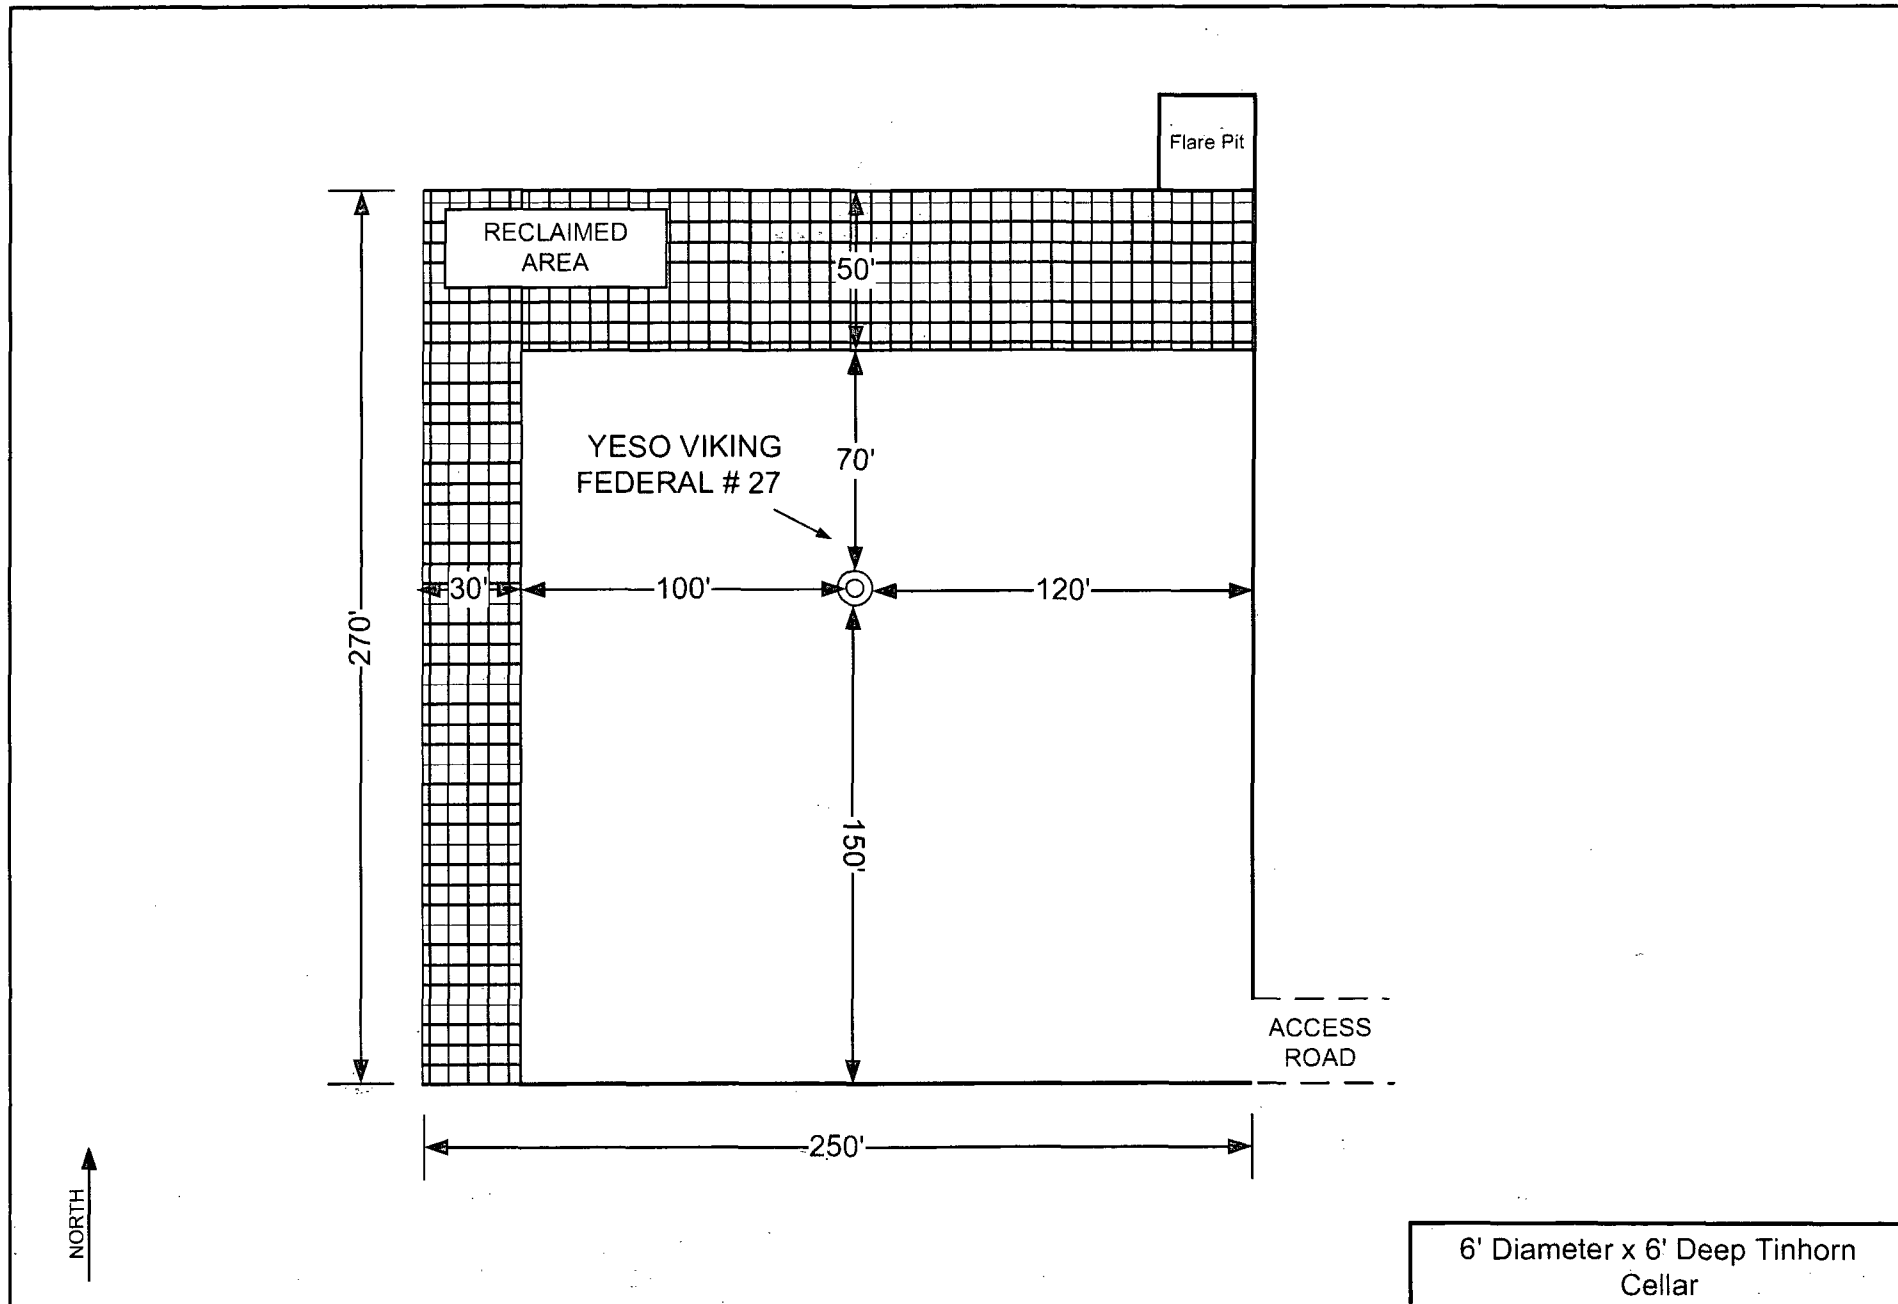 Flare Pit
RECLAIMED
AREA
50'
YESO VIKING
FEDERAL # 27
70'
30'
100'
120'
270'
150'
ACCESS
ROAD
250'
NORTH
6' Diameter x 6' Deep Tinhorn
Cellar